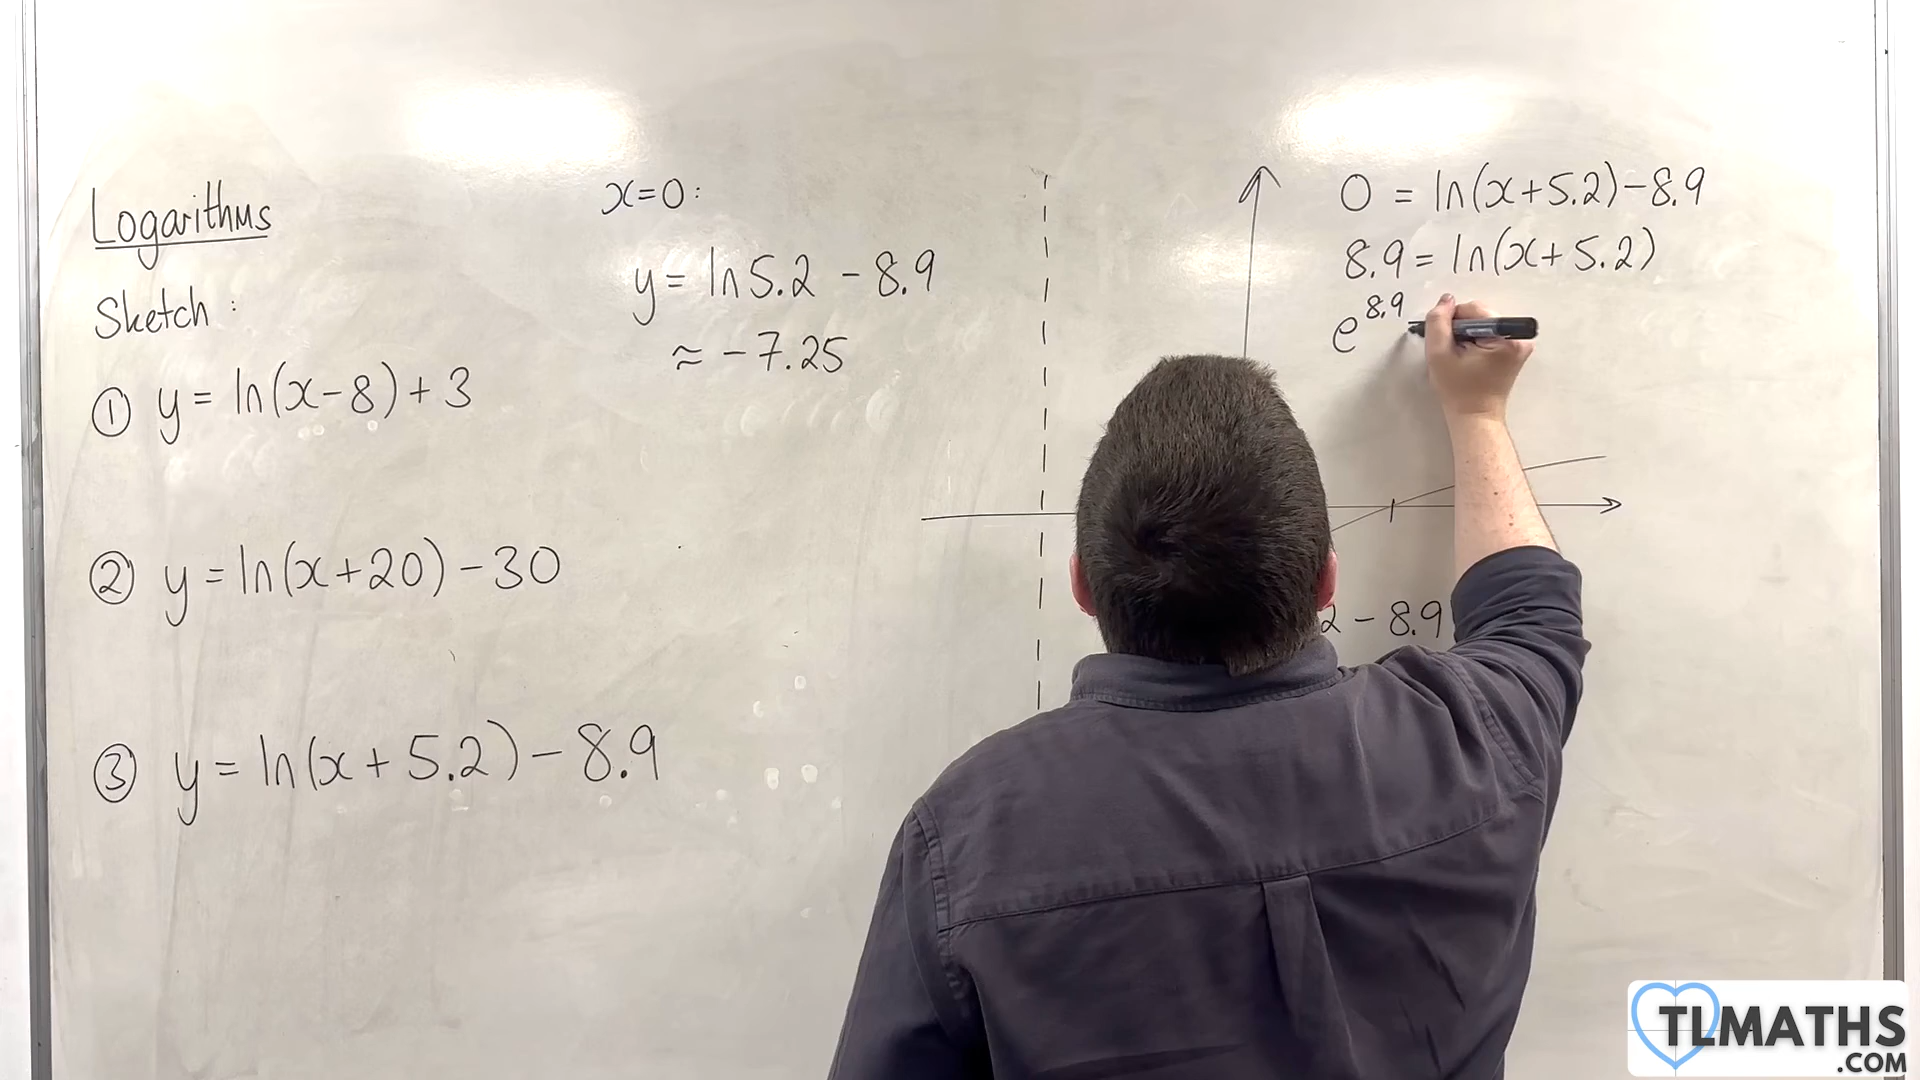 Logarithms
Sketch:
① y = ln(x-8) + 3
② y = ln(x+20) - 30
③ y = ln(x+5.2) - 8.9
x=0:
y = ln5.2 - 8.9
≈ -7.25
0 = ln(x+5.2)-8.9
8.9 = ln(x+5.2)
e^8.9
2 - 8.9
TLMATHS
.COM